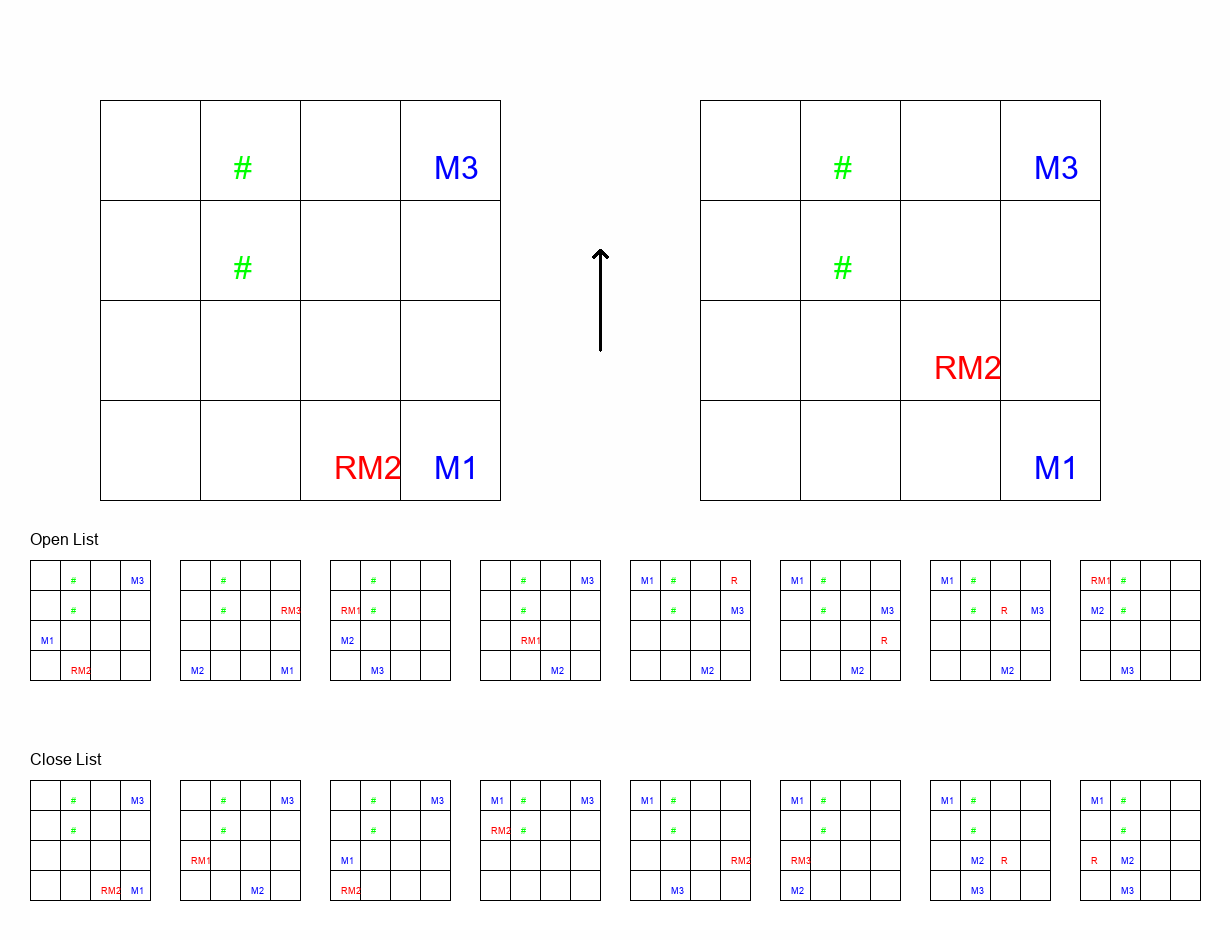 # M3 # M3
# #
RM2
RM2 M1 M1
Open List
# M3 # # # M3 M1 # R M1 # M1 # RM1 #
# # RM3 RM1 # # # M3 # M3 # R M3 M2 #
M1 M2 RM1 R
RM2 M2 M1 M3 M2 M2 M2 M2 M3
Close List
# M3 # M3 # M3 M1 # M3 M1 # M1 # M1 # M1 #
# # # RM2 # # # # #
RM1 M1 RM2 RM3 M2 R R M2
RM2 M1 M2 RM2 M3 M2 M3 M3